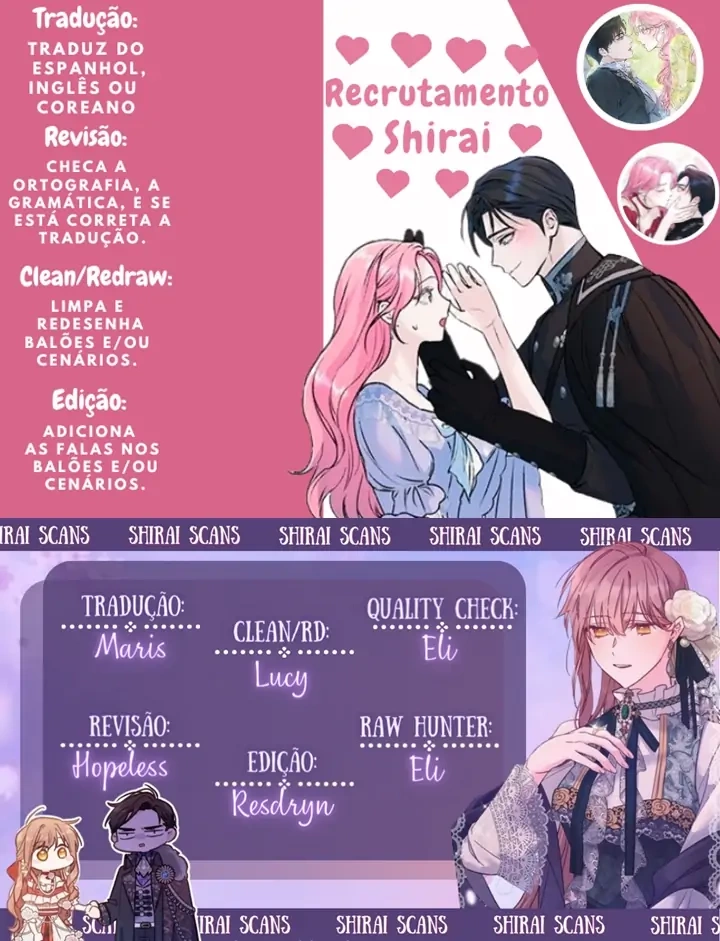 Tradução:
TRADUZ DO
ESPANHOL,
INGLÊS OU
COREANO
Revisão:
CHECA A
ORTOGRAFIA, A
GRAMÁTICA, E SE
ESTÁ CORRETA A
TRADUÇÃO.
Clean/Redraw:
LIMPA E
REDESENHA
BALÕES E/OU
CENÁRIOS.
Edição:
ADICIONA
AS FALAS NOS
BALÕES E/OU
CENÁRIOS.
Recrutamento
Shirai
IRAI SCANS SHIRAI SCANS SHIRAI SCANS SHIRAI SCANS SHIRAI SCANS
TRADUÇÃO:
Maris
CLEAN/RD:
Lucy
QUALITY CHECK:
Eli
REVISÃO:
Hopeless
EDIÇÃO:
Resdryn
RAW HUNTER:
Eli
SCA IRAI SCANS SHIRAI SCANS SHIRAI SCANS SHIRAI S